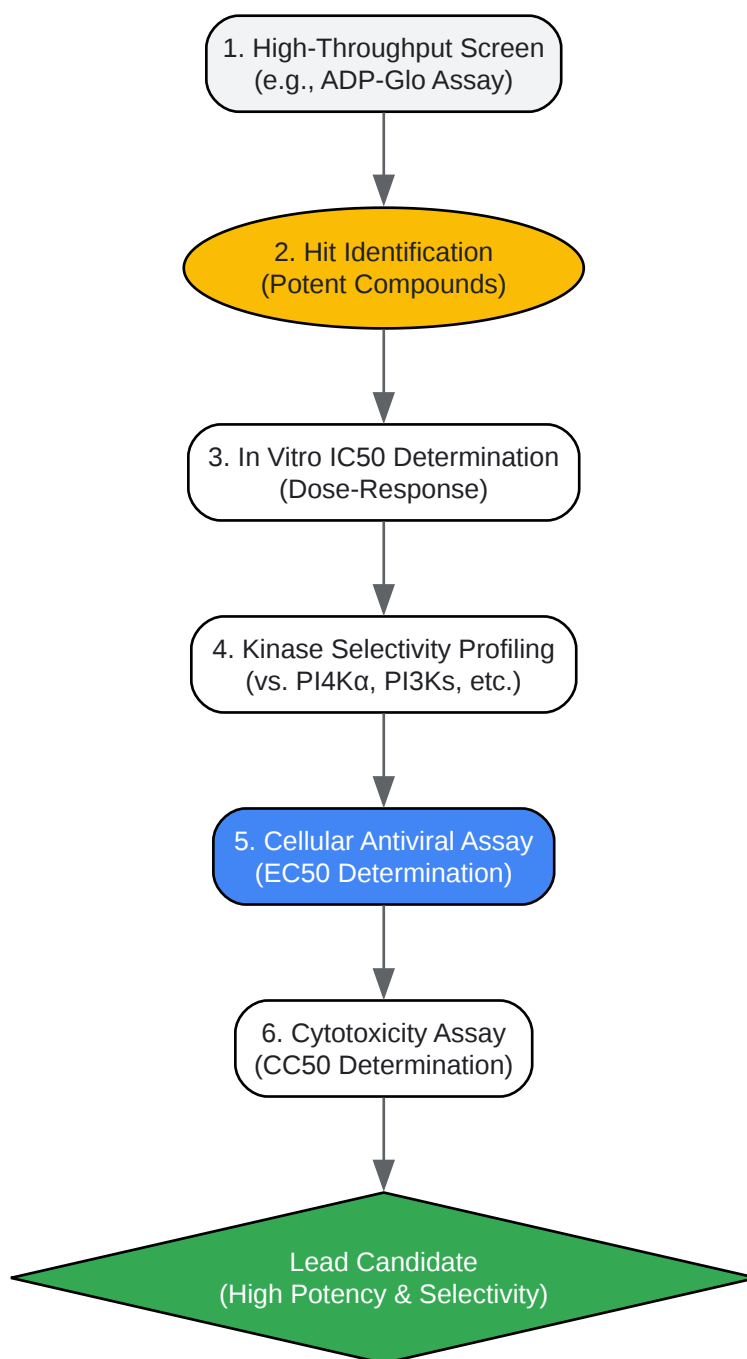 1. High-Throughput Screen
(e.g., ADP-Glo Assay)
2. Hit Identification
(Potent Compounds)
3. In Vitro IC50 Determination
(Dose-Response)
4. Kinase Selectivity Profiling
(vs. PI4Kα, PI3Ks, etc.)
5. Cellular Antiviral Assay
(EC50 Determination)
6. Cytotoxicity Assay
(CC50 Determination)
Lead Candidate
(High Potency & Selectivity)